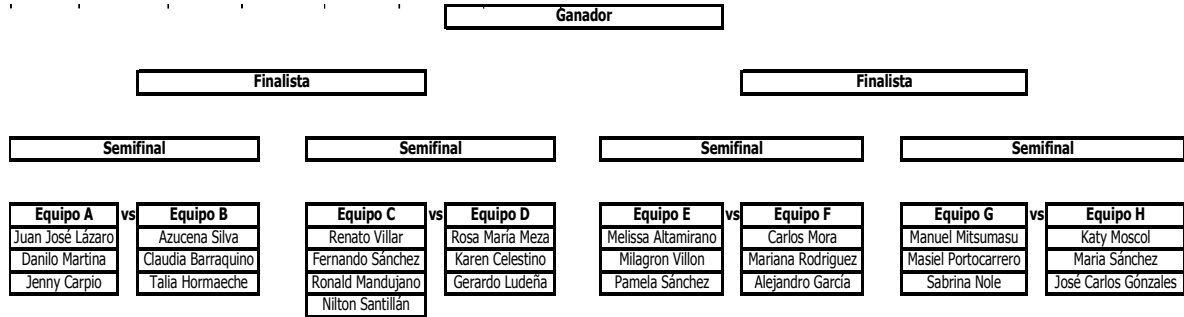 Ganador
Finalista Finalista
Semifinal Semifinal Semifinal Semifinal
Equipo A vs Equipo B Equipo C vs Equipo D Equipo E vs Equipo F Equipo G vs Equipo H
Juan José Lázaro Azucena Silva Renato Villar Rosa María Meza Melissa Altamirano Carlos Mora Manuel Mitsumasu Katy Moscol
Danilo Martina Claudia Barraquino Fernando Sánchez Karen Celestino Milagron Villon Mariana Rodriguez Masiel Portocarrero Maria Sánchez
Jenny Carpio Talia Hormaeche Ronald Mandujano Gerardo Ludeña Pamela Sánchez Alejandro García Sabrina Nole José Carlos Gónzales
Nilton Santillán